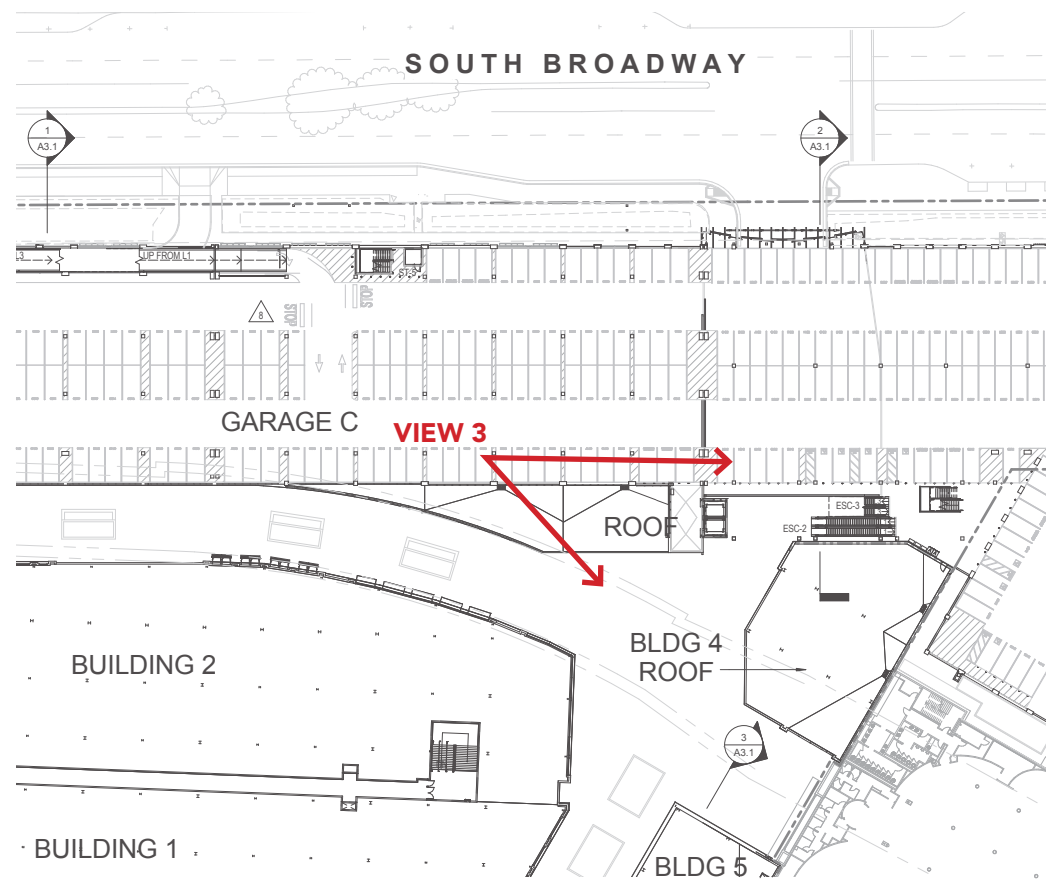 SOUTH BROADWAY
1
A3.1
2
A3.1
L3
UP FROM L1
ST-5
STOP
STOP
8
GARAGE C
VIEW 3
ROOF
ESC-3
ESC-2
BUILDING 2
BLDG 4
ROOF
3
A3.1
BUILDING 1
BLDG 5